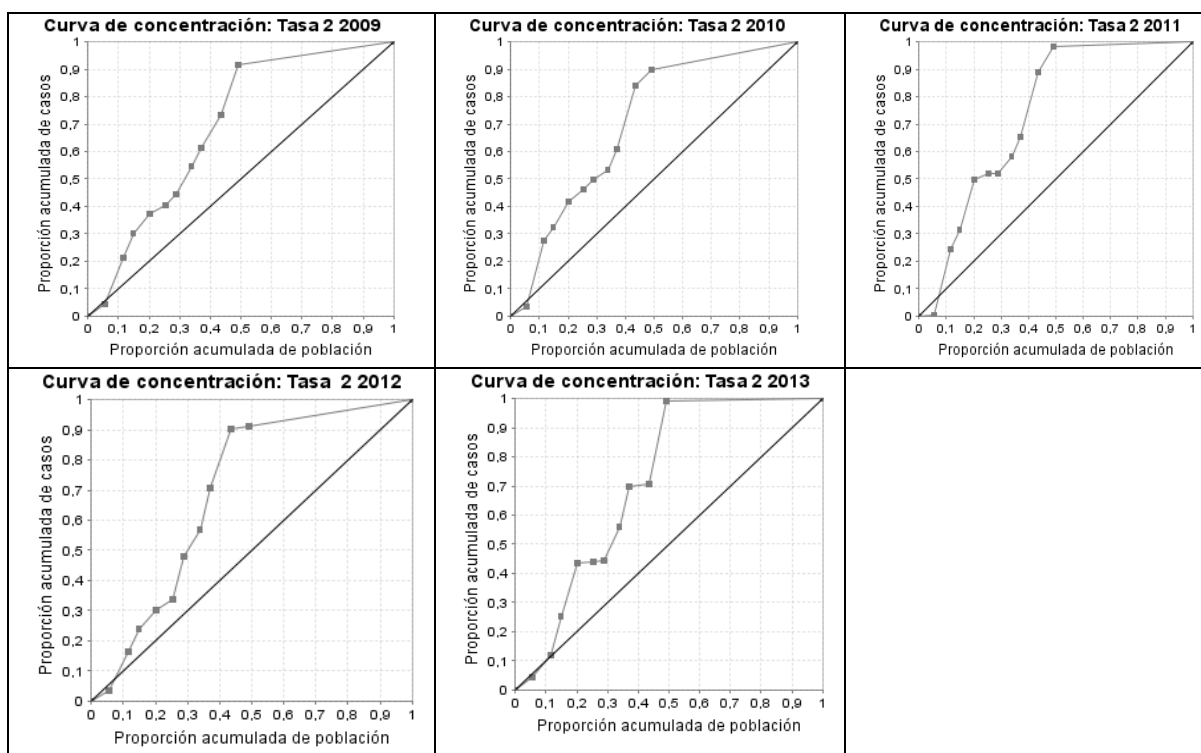 Curva de concentración: Tasa 2 2009
Proporción acumulada de casos
1
0,9
0,8
0,7
0,6
0,5
0,4
0,3
0,2
0,1
0
0 0,1 0,2 0,3 0,4 0,5 0,6 0,7 0,8 0,9 1
Proporción acumulada de población
Curva de concentración: Tasa 2 2010
Proporción acumulada de casos
1
0,9
0,8
0,7
0,6
0,5
0,4
0,3
0,2
0,1
0
0 0,1 0,2 0,3 0,4 0,5 0,6 0,7 0,8 0,9 1
Proporción acumulada de población
Curva de concentración: Tasa 2 2011
Proporción acumulada de casos
1
0,9
0,8
0,7
0,6
0,5
0,4
0,3
0,2
0,1
0
0 0,1 0,2 0,3 0,4 0,5 0,6 0,7 0,8 0,9 1
Proporción acumulada de población
Curva de concentración: Tasa 2 2012
Proporción acumulada de casos
1
0,9
0,8
0,7
0,6
0,5
0,4
0,3
0,2
0,1
0
0 0,1 0,2 0,3 0,4 0,5 0,6 0,7 0,8 0,9 1
Proporción acumulada de población
Curva de concentración: Tasa 2 2013
Proporción acumulada de casos
1
0,9
0,8
0,7
0,6
0,5
0,4
0,3
0,2
0,1
0
0 0,1 0,2 0,3 0,4 0,5 0,6 0,7 0,8 0,9 1
Proporción acumulada de población